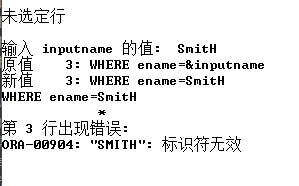 未选定行
输入 inputname 的值:  SmitH
原值    3: WHERE ename=&inputname
新值    3: WHERE ename=SmitH
WHERE ename=SmitH
*
第 3 行出现错误:
ORA-00904: "SMITH": 标识符无效